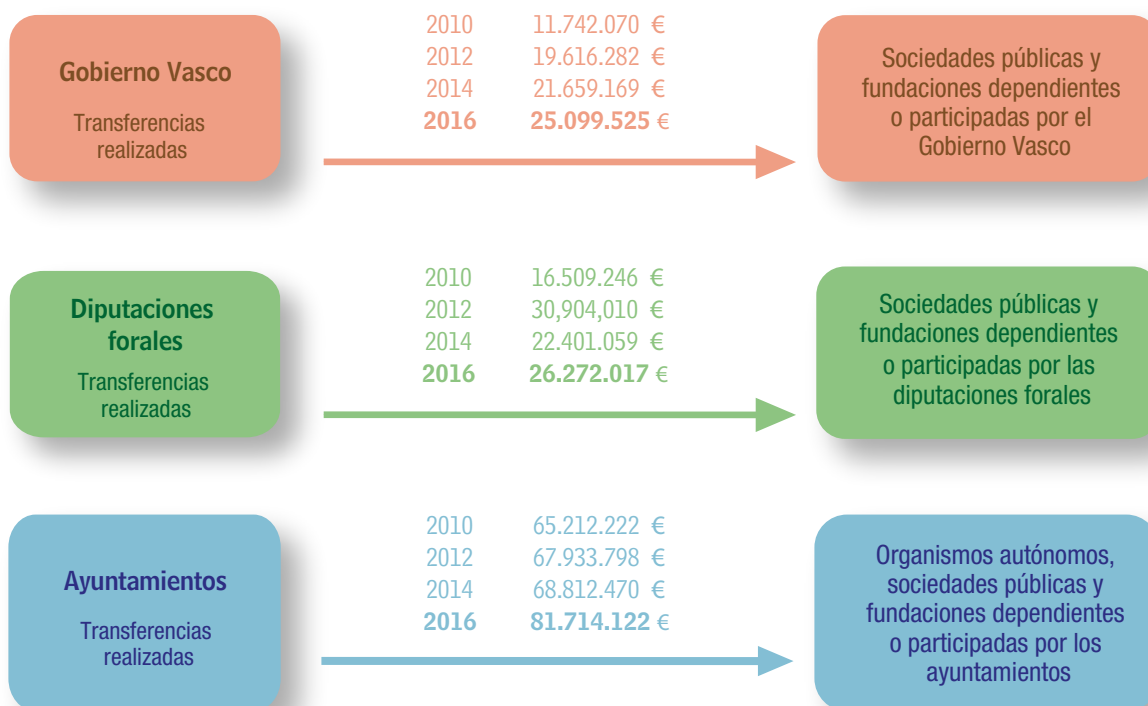 Gobierno Vasco
Transferencias
realizadas
2010 11.742.070 €
2012 19.616.282 €
2014 21.659.169 €
2016 25.099.525 €
Sociedades públicas y
fundaciones dependientes
o participadas por el
Gobierno Vasco
Diputaciones
forales
Transferencias
realizadas
2010 16.509.246 €
2012 30,904,010 €
2014 22.401.059 €
2016 26.272.017 €
Sociedades públicas y
fundaciones dependientes
o participadas por las
diputaciones forales
Ayuntamientos
Transferencias
realizadas
2010 65.212.222 €
2012 67.933.798 €
2014 68.812.470 €
2016 81.714.122 €
Organismos autónomos,
sociedades públicas y
fundaciones dependientes
o participadas por los
ayuntamientos